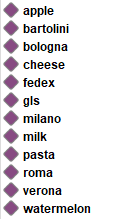 apple
bartolini
bologna
cheese
fedex
gls
milano
milk
pasta
roma
verona
watermelon